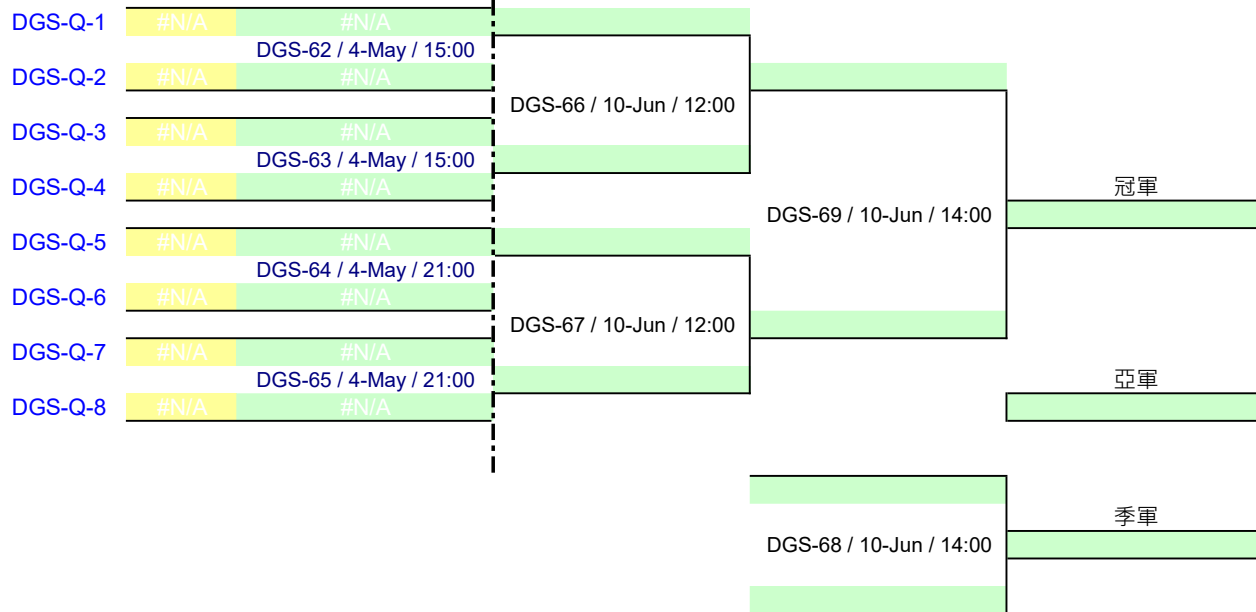 DGS-Q-1 #N/A #N/A
DGS-62 / 4-May / 15:00
DGS-Q-2 #N/A #N/A
DGS-66 / 10-Jun / 12:00
DGS-Q-3 #N/A #N/A
DGS-63 / 4-May / 15:00
DGS-Q-4 #N/A #N/A
冠軍
DGS-69 / 10-Jun / 14:00
DGS-Q-5 #N/A #N/A
DGS-64 / 4-May / 21:00
DGS-Q-6 #N/A #N/A
DGS-67 / 10-Jun / 12:00
DGS-Q-7 #N/A #N/A
DGS-65 / 4-May / 21:00
亞軍
DGS-Q-8 #N/A #N/A
季軍
DGS-68 / 10-Jun / 14:00